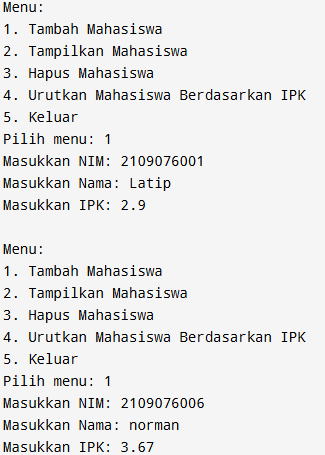 Menu:
1. Tambah Mahasiswa
2. Tampilkan Mahasiswa
3. Hapus Mahasiswa
4. Urutkan Mahasiswa Berdasarkan IPK
5. Keluar
Pilih menu: 1
Masukkan NIM: 2109076001
Masukkan Nama: Latip
Masukkan IPK: 2.9

Menu:
1. Tambah Mahasiswa
2. Tampilkan Mahasiswa
3. Hapus Mahasiswa
4. Urutkan Mahasiswa Berdasarkan IPK
5. Keluar
Pilih menu: 1
Masukkan NIM: 2109076006
Masukkan Nama: norman
Masukkan IPK: 3.67